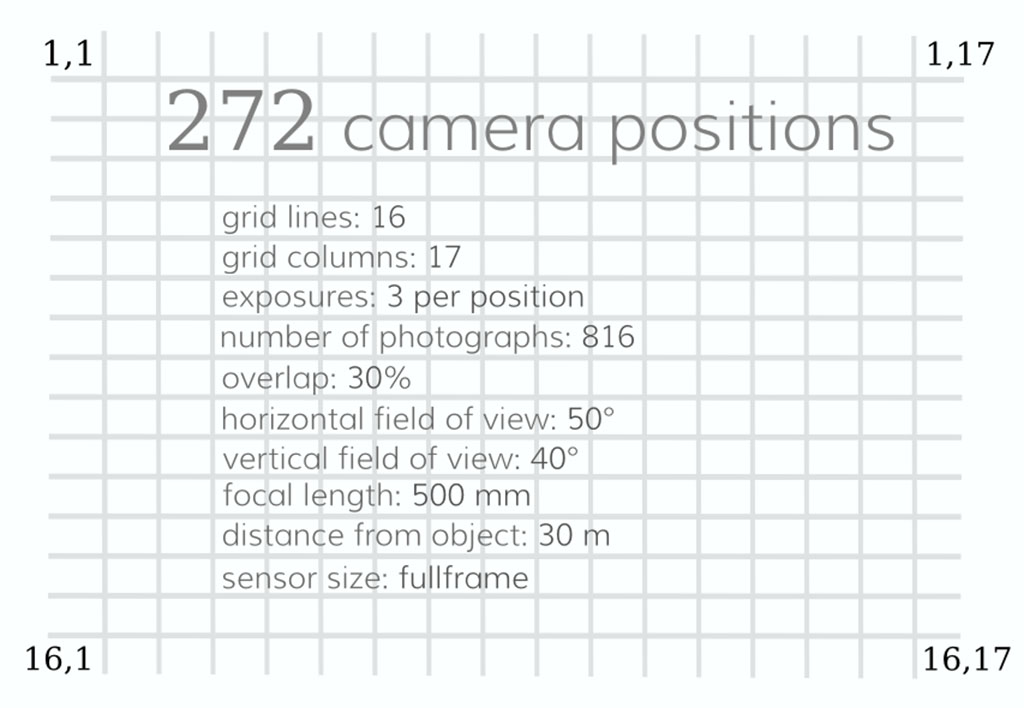 1,1
1,17
272 camera positions
grid lines: 16
grid columns: 17
exposures: 3 per position
number of photographs: 816
overlap: 30%
horizontal field of view: 50°
vertical field of view: 40°
focal length: 500 mm
distance from object: 30 m
sensor size: fullframe
16,1
16,17